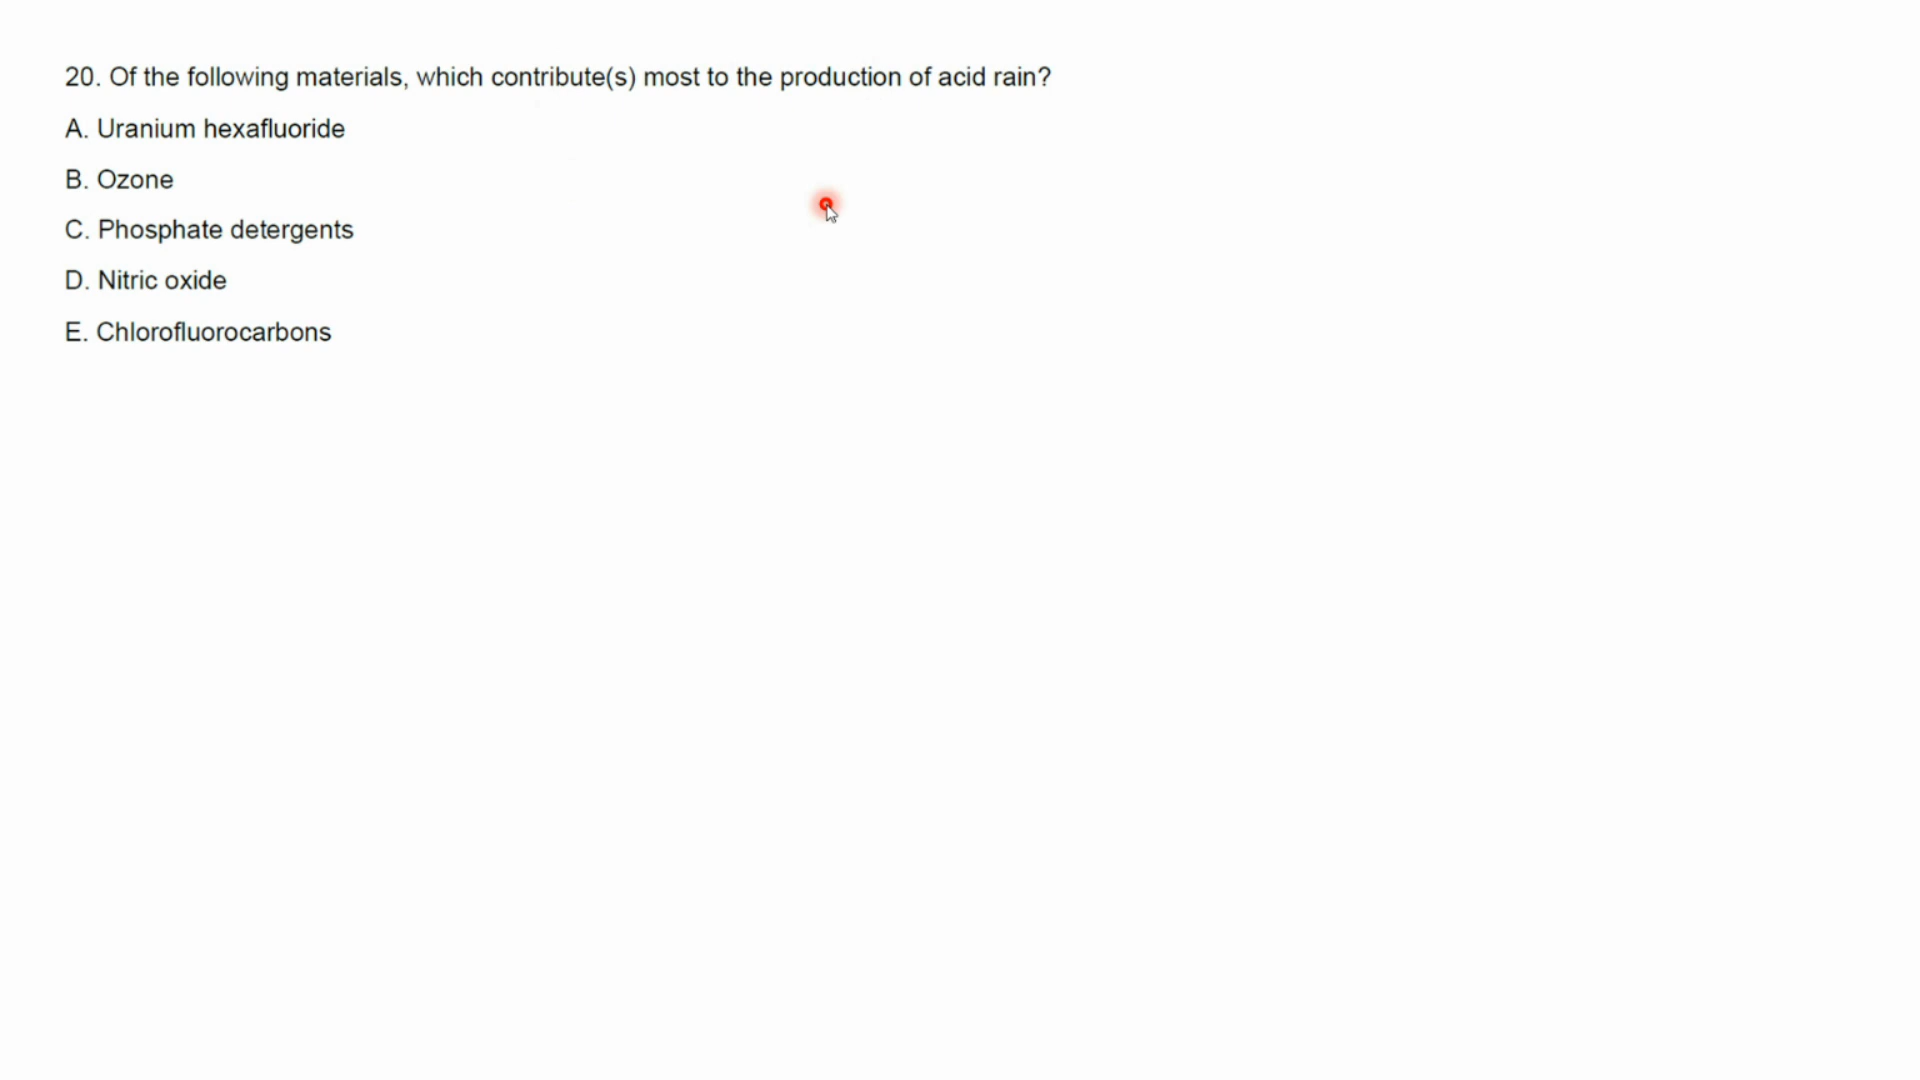 20. Of the following materials, which contribute(s) most to the production of acid rain?
A. Uranium hexafluoride
B. Ozone
C. Phosphate detergents
D. Nitric oxide
E. Chlorofluorocarbons